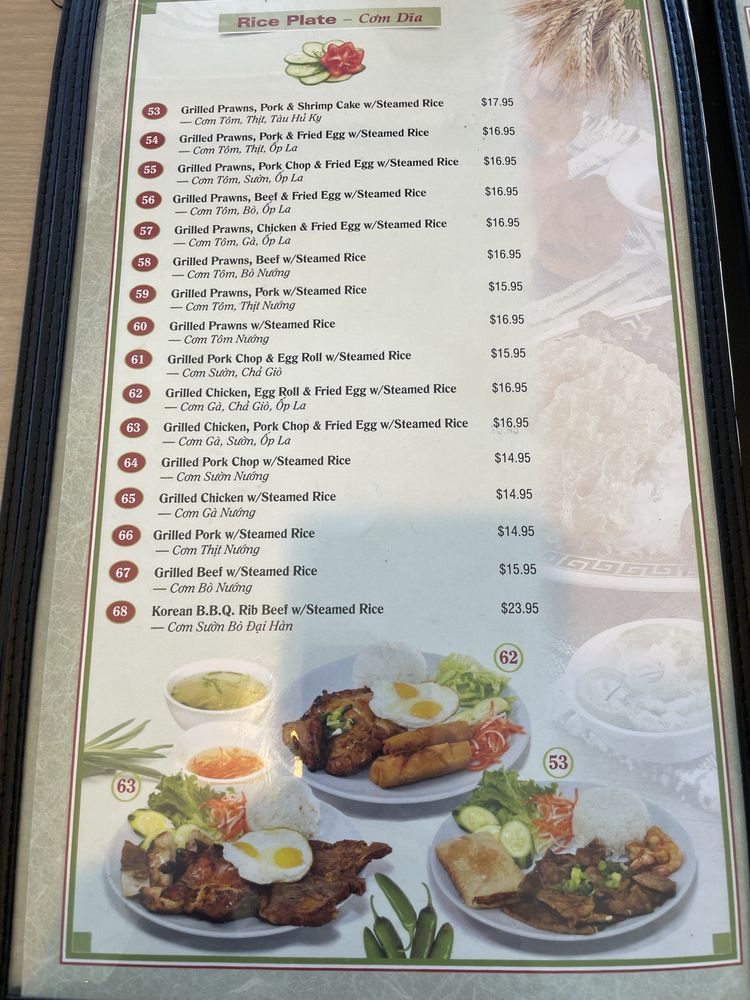 Rice Plate – Cơm Dĩa
53 Grilled Prawns, Pork & Shrimp Cake w/Steamed Rice $17.95
— Cơm Tôm, Thịt, Tàu Hủ Ky
54 Grilled Prawns, Pork & Fried Egg w/Steamed Rice $16.95
— Cơm Tôm, Thịt, Ốp La
55 Grilled Prawns, Pork Chop & Fried Egg w/Steamed Rice $16.95
— Cơm Tôm, Sườn, Ốp La
56 Grilled Prawns, Beef & Fried Egg w/Steamed Rice $16.95
— Cơm Tôm, Bò, Ốp La
57 Grilled Prawns, Chicken & Fried Egg w/Steamed Rice $16.95
— Cơm Tôm, Gà, Ốp La
58 Grilled Prawns, Beef w/Steamed Rice $16.95
— Cơm Tôm, Bò Nướng
59 Grilled Prawns, Pork w/Steamed Rice $15.95
— Cơm Tôm, Thịt Nướng
60 Grilled Prawns w/Steamed Rice $16.95
— Cơm Tôm Nướng
61 Grilled Pork Chop & Egg Roll w/Steamed Rice $15.95
— Cơm Sườn, Chả Giò
62 Grilled Chicken, Egg Roll & Fried Egg w/Steamed Rice $16.95
— Cơm Gà, Chả Giò, Ốp La
63 Grilled Chicken, Pork Chop & Fried Egg w/Steamed Rice $16.95
— Cơm Gà, Sườn, Ốp La
64 Grilled Pork Chop w/Steamed Rice $14.95
— Cơm Sườn Nướng
65 Grilled Chicken w/Steamed Rice $14.95
— Cơm Gà Nướng
66 Grilled Pork w/Steamed Rice $14.95
— Cơm Thịt Nướng
67 Grilled Beef w/Steamed Rice $15.95
— Cơm Bò Nướng
68 Korean B.B.Q. Rib Beef w/Steamed Rice $23.95
— Cơm Sườn Bò Đại Hàn
62
53
63